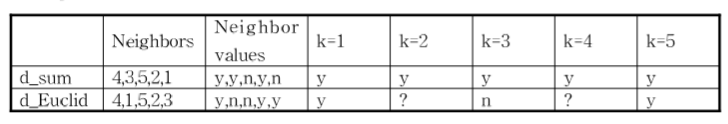 Neighbors Neighbor values k=1 k=2 k=3 k=4 k=5
d_sum 4,3,5,2,1 y,y,n,y,n y y y y y
d_Euclid 4,1,5,2,3 y,n,n,y,y y ? n ? y